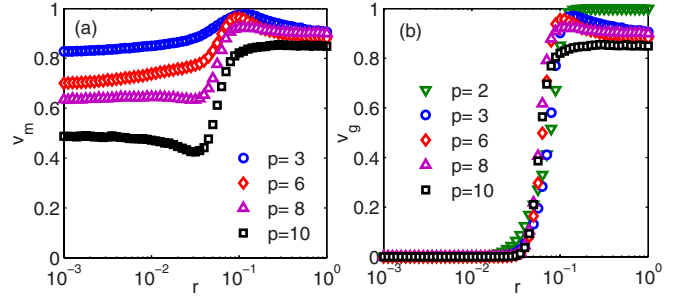 (a)
v_m
1
0.8
0.6
0.4
0.2
0
10^-3
10^-2
10^-1
10^0
r
p= 3
p= 6
p= 8
p=10
(b)
v_g
1
0.8
0.6
0.4
0.2
0
10^-3
10^-2
10^-1
10^0
r
p= 2
p= 3
p= 6
p= 8
p=10